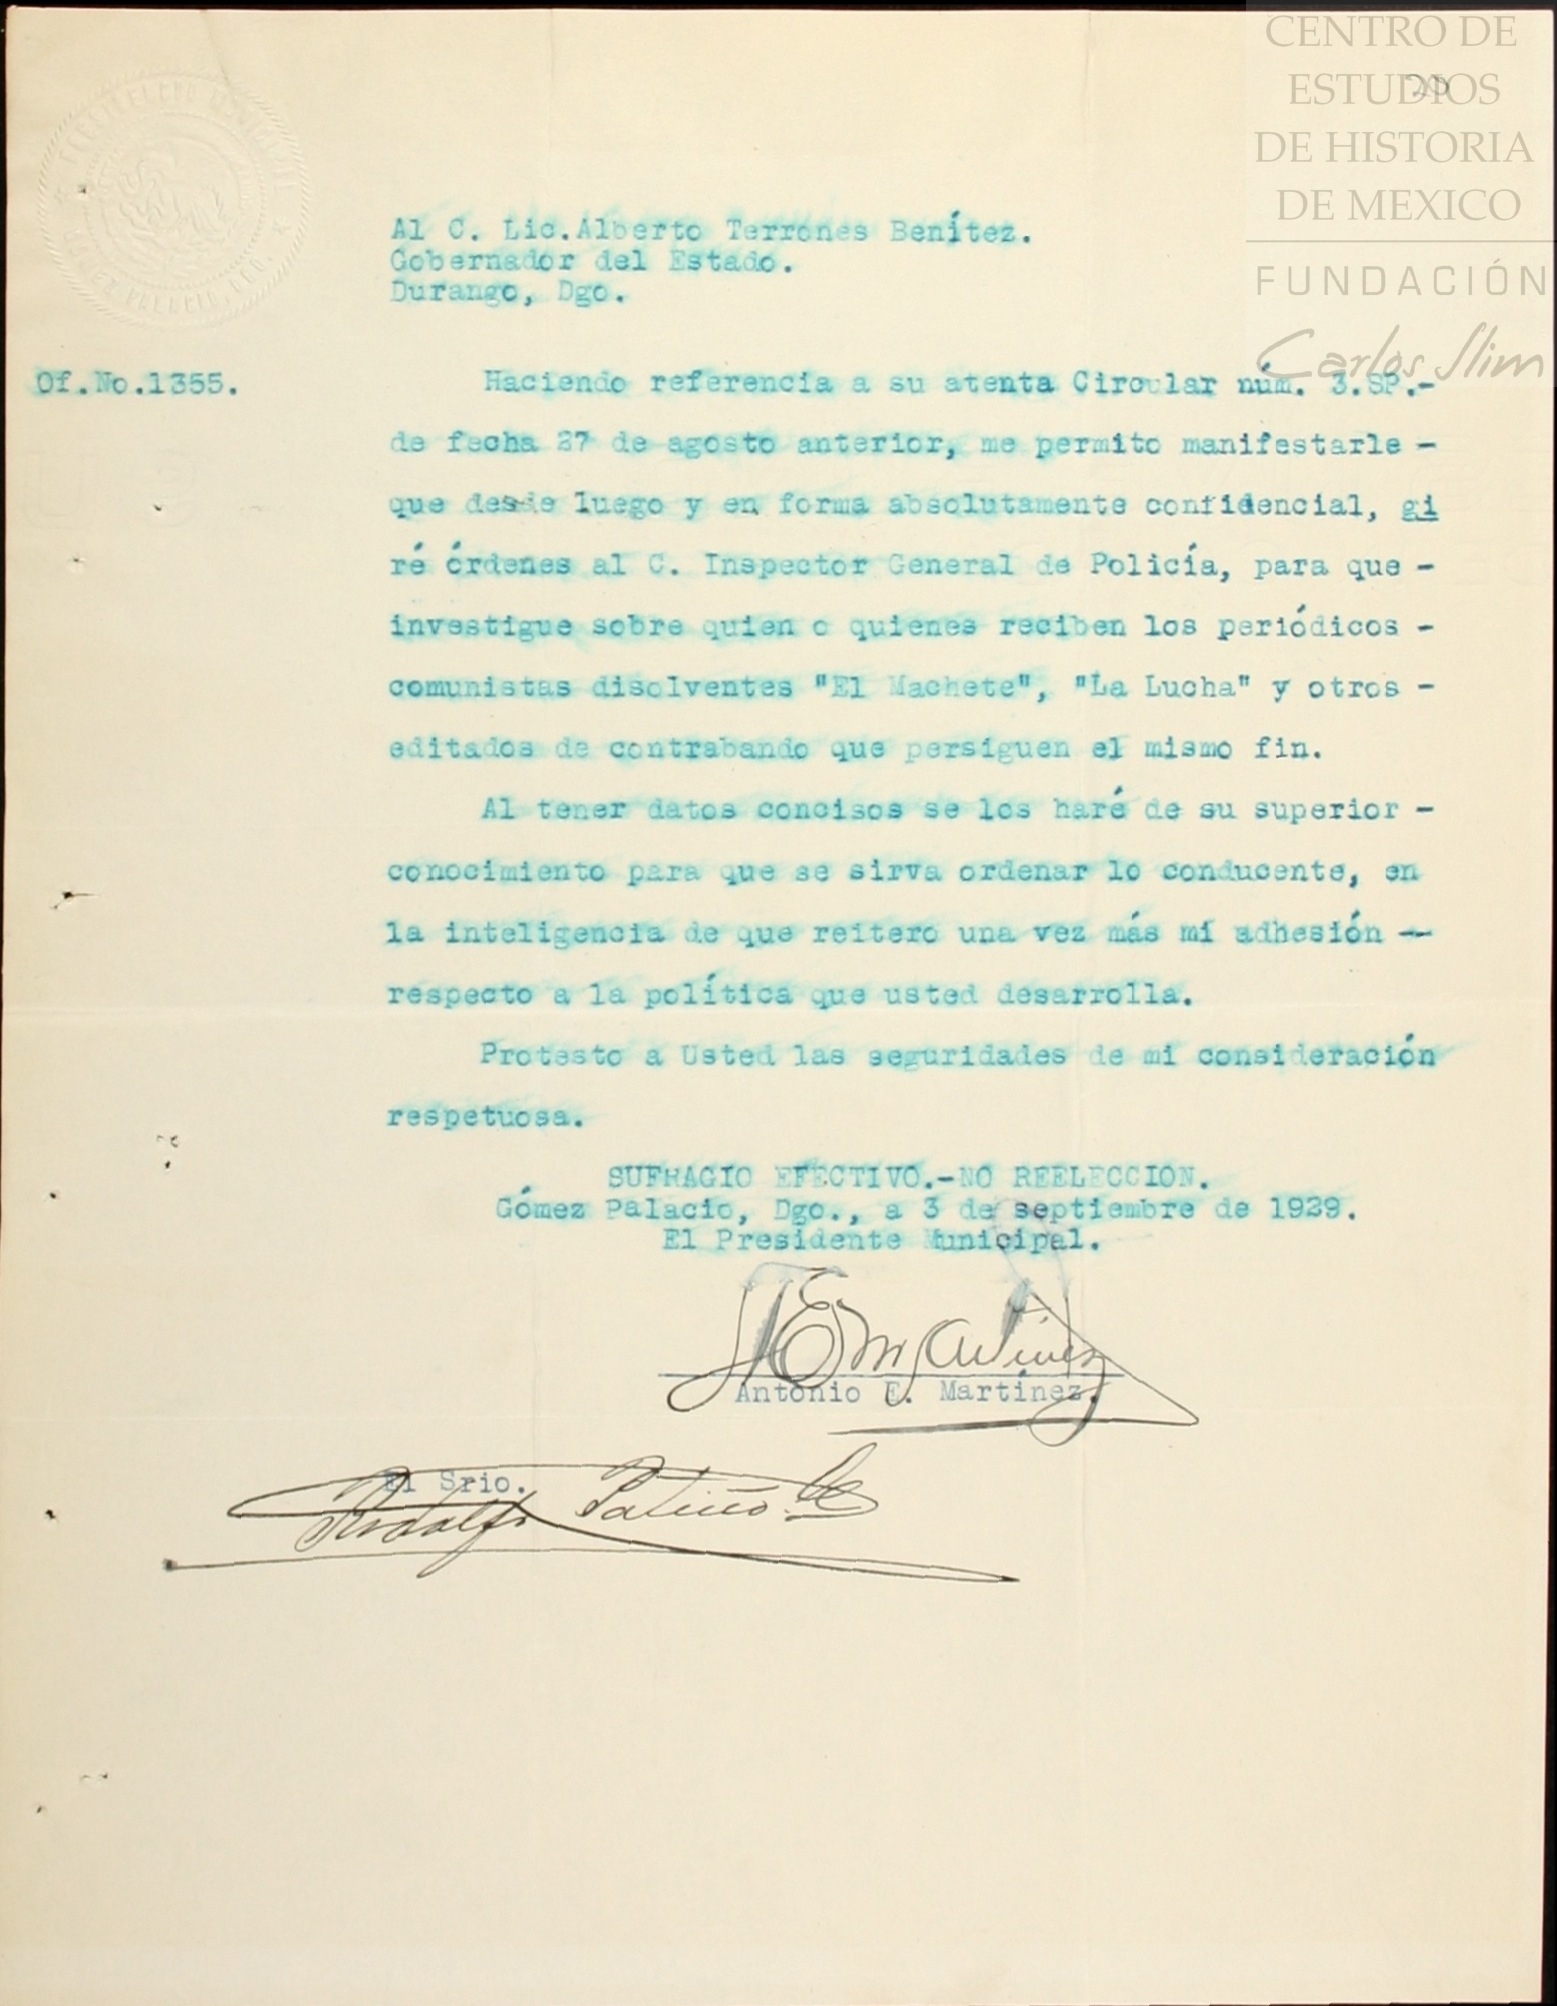 CENTRO DE
ESTUDIOS
DE HISTORIA
DE MEXICO
FUNDACIÓN
Carlos Slim
20
Al C. Lic. Alberto Terrones Benítez.
Gobernador del Estado.
Durango, Dgo.
Of.No.1355.
Haciendo referencia a su atenta Circular núm. 3.SP.-
de fecha 27 de agosto anterior, me permito manifestarle -
que desde luego y en forma absolutamente confidencial, gi
ré órdenes al C. Inspector General de Policía, para que -
investigue sobre quien o quienes reciben los periódicos -
comunistas disolventes "El Machete", "La Lucha" y otros -
editados de contrabando que persiguen el mismo fin.
Al tener datos concisos se los haré de su superior -
conocimiento para que se sirva ordenar lo conducente, en
la inteligencia de que reitero una vez más mi adhesión --
respecto a la política que usted desarrolla.
Protesto a Usted las seguridades de mi consideración
respetuosa.
SUFRAGIO EFECTIVO.-NO REELECCION.
Gómez Palacio, Dgo., a 3 de septiembre de 1929.
El Presidente Municipal.
Martínez
Antonio E. Martínez.
El Srio.
Rodolfo Patiño